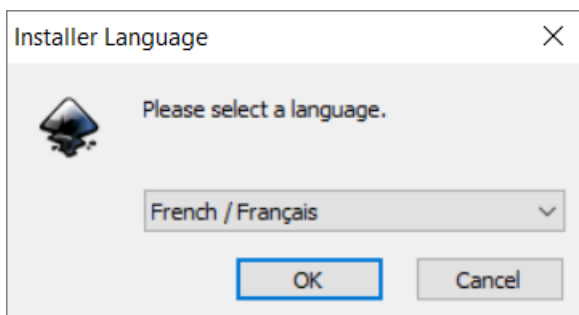 Installer Language
Please select a language.
French / Français
OK
Cancel